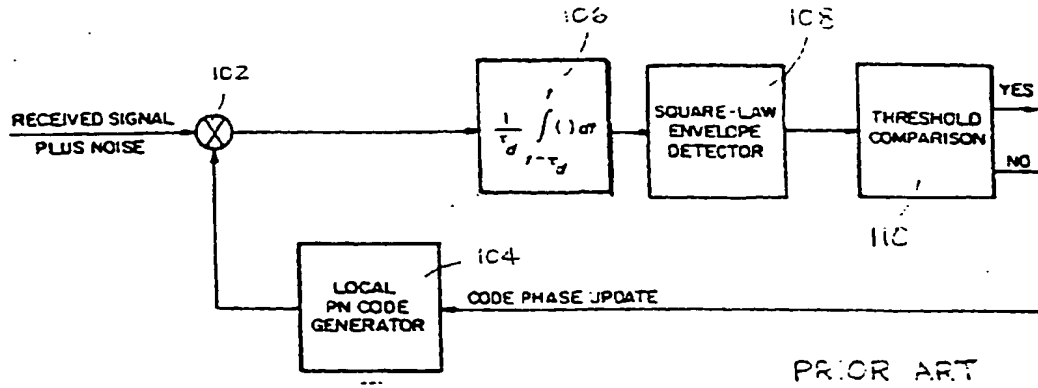 106
108
102
RECEIVED SIGNAL
PLUS NOISE
1/τd ∫ t t-τd ( ) dt
SQUARE-LAW
ENVELOPE
DETECTOR
THRESHOLD
COMPARISON
YES
NO
110
104
LOCAL
PN CODE
GENERATOR
CODE PHASE UPDATE
PRIOR ART